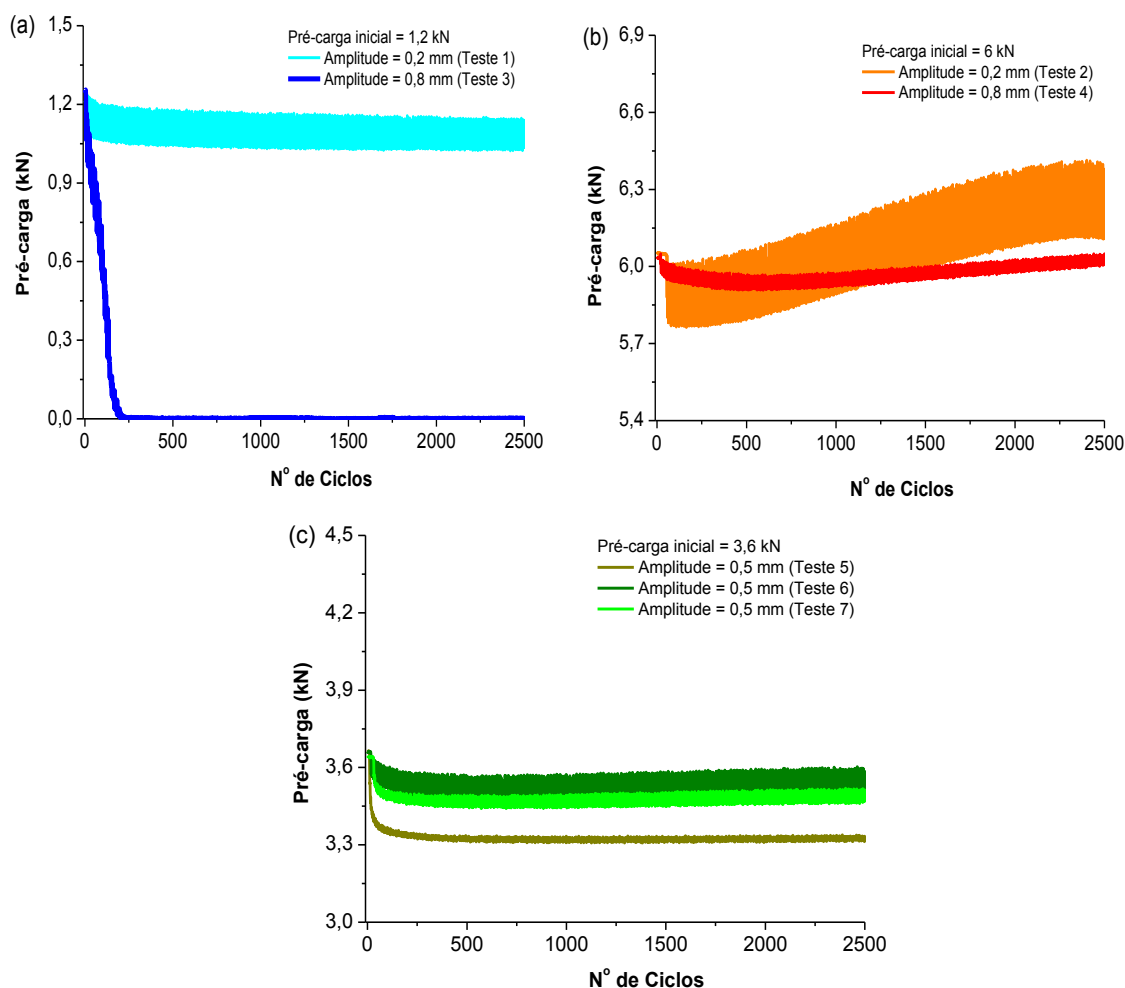 (a)
1,5
1,2
0,9
0,6
0,3
0,0
Pré-carga (kN)
Pré-carga inicial = 1,2 kN
Amplitude = 0,2 mm (Teste 1)
Amplitude = 0,8 mm (Teste 3)
0 500 1000 1500 2000 2500
Nº de Ciclos
(b)
6,9
6,6
6,3
6,0
5,7
5,4
Pré-carga (kN)
Pré-carga inicial = 6 kN
Amplitude = 0,2 mm (Teste 2)
Amplitude = 0,8 mm (Teste 4)
0 500 1000 1500 2000 2500
Nº de Ciclos
(c)
4,5
4,2
3,9
3,6
3,3
3,0
Pré-carga (kN)
Pré-carga inicial = 3,6 kN
Amplitude = 0,5 mm (Teste 5)
Amplitude = 0,5 mm (Teste 6)
Amplitude = 0,5 mm (Teste 7)
0 500 1000 1500 2000 2500
Nº de Ciclos